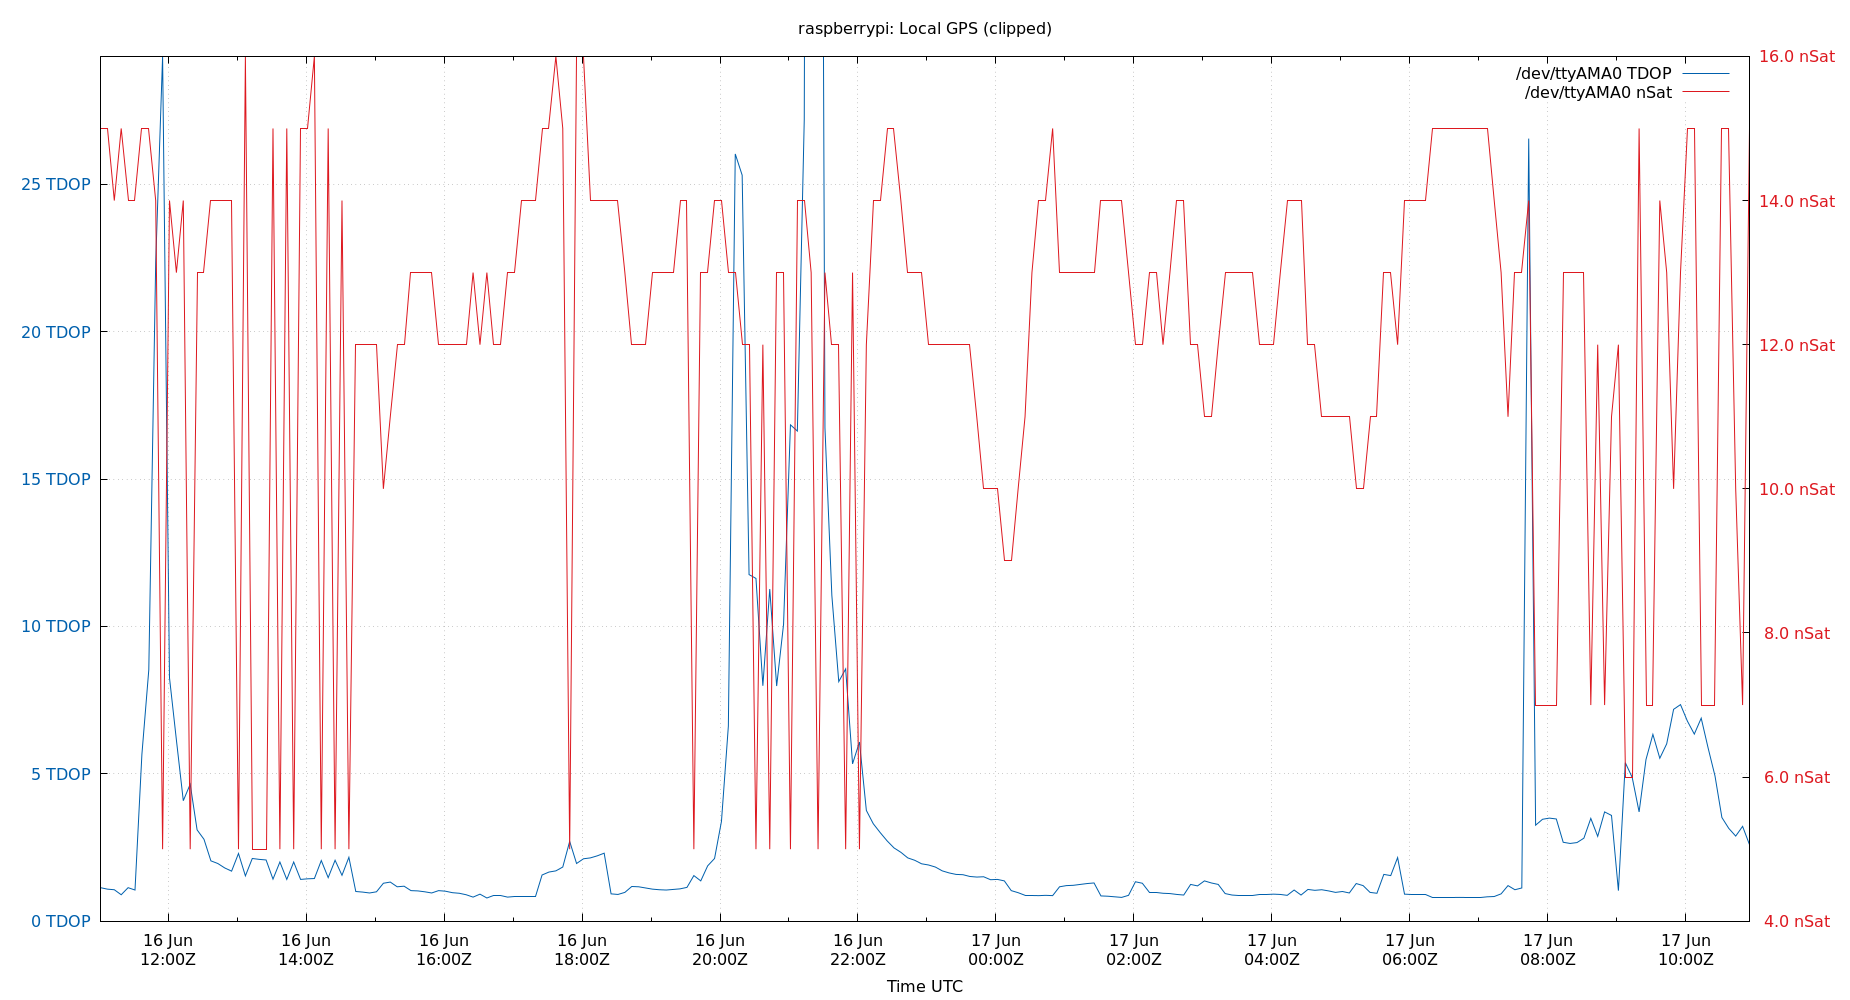 raspberrypi: Local GPS (clipped)
16.0 nSat
/dev/ttyAMA0 TDOP
/dev/ttyAMA0 nSat
25 TDOP
14.0 nSat
20 TDOP
12.0 nSat
15 TDOP
10.0 nSat
10 TDOP
8.0 nSat
5 TDOP
6.0 nSat
0 TDOP
4.0 nSat
16 Jun 16 Jun 16 Jun 16 Jun 16 Jun 16 Jun 17 Jun 17 Jun 17 Jun 17 Jun 17 Jun 17 Jun
12:00Z 14:00Z 16:00Z 18:00Z 20:00Z 22:00Z 00:00Z 02:00Z 04:00Z 06:00Z 08:00Z 10:00Z
Time UTC